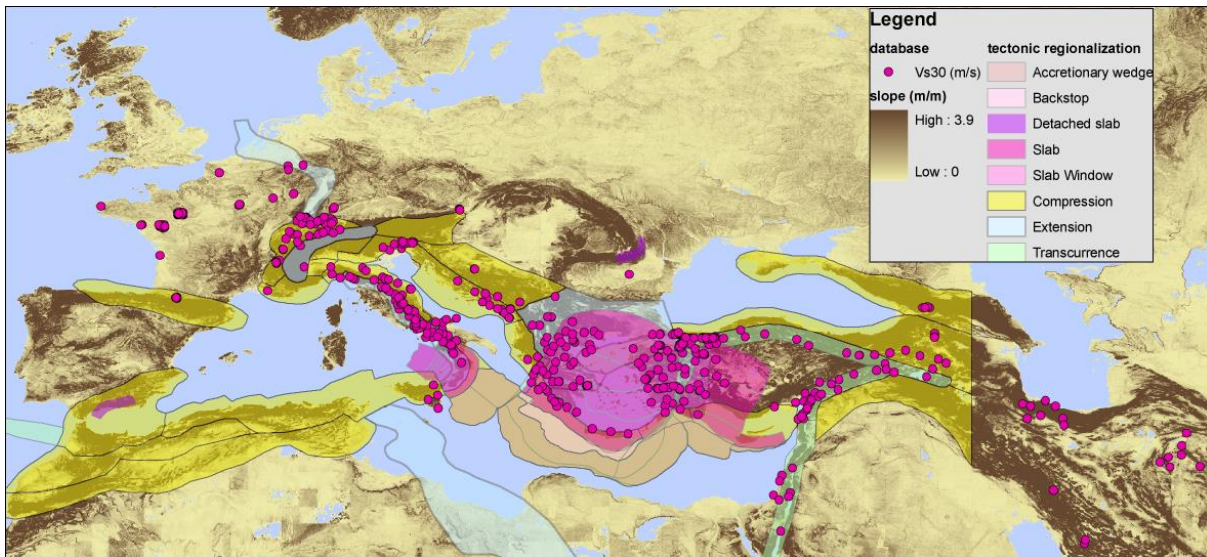 Legend
database
Vs30 (m/s)
slope (m/m)
High : 3.9
Low : 0
tectonic regionalization
Accretionary wedge
Backstop
Detached slab
Slab
Slab Window
Compression
Extension
Transcurrence